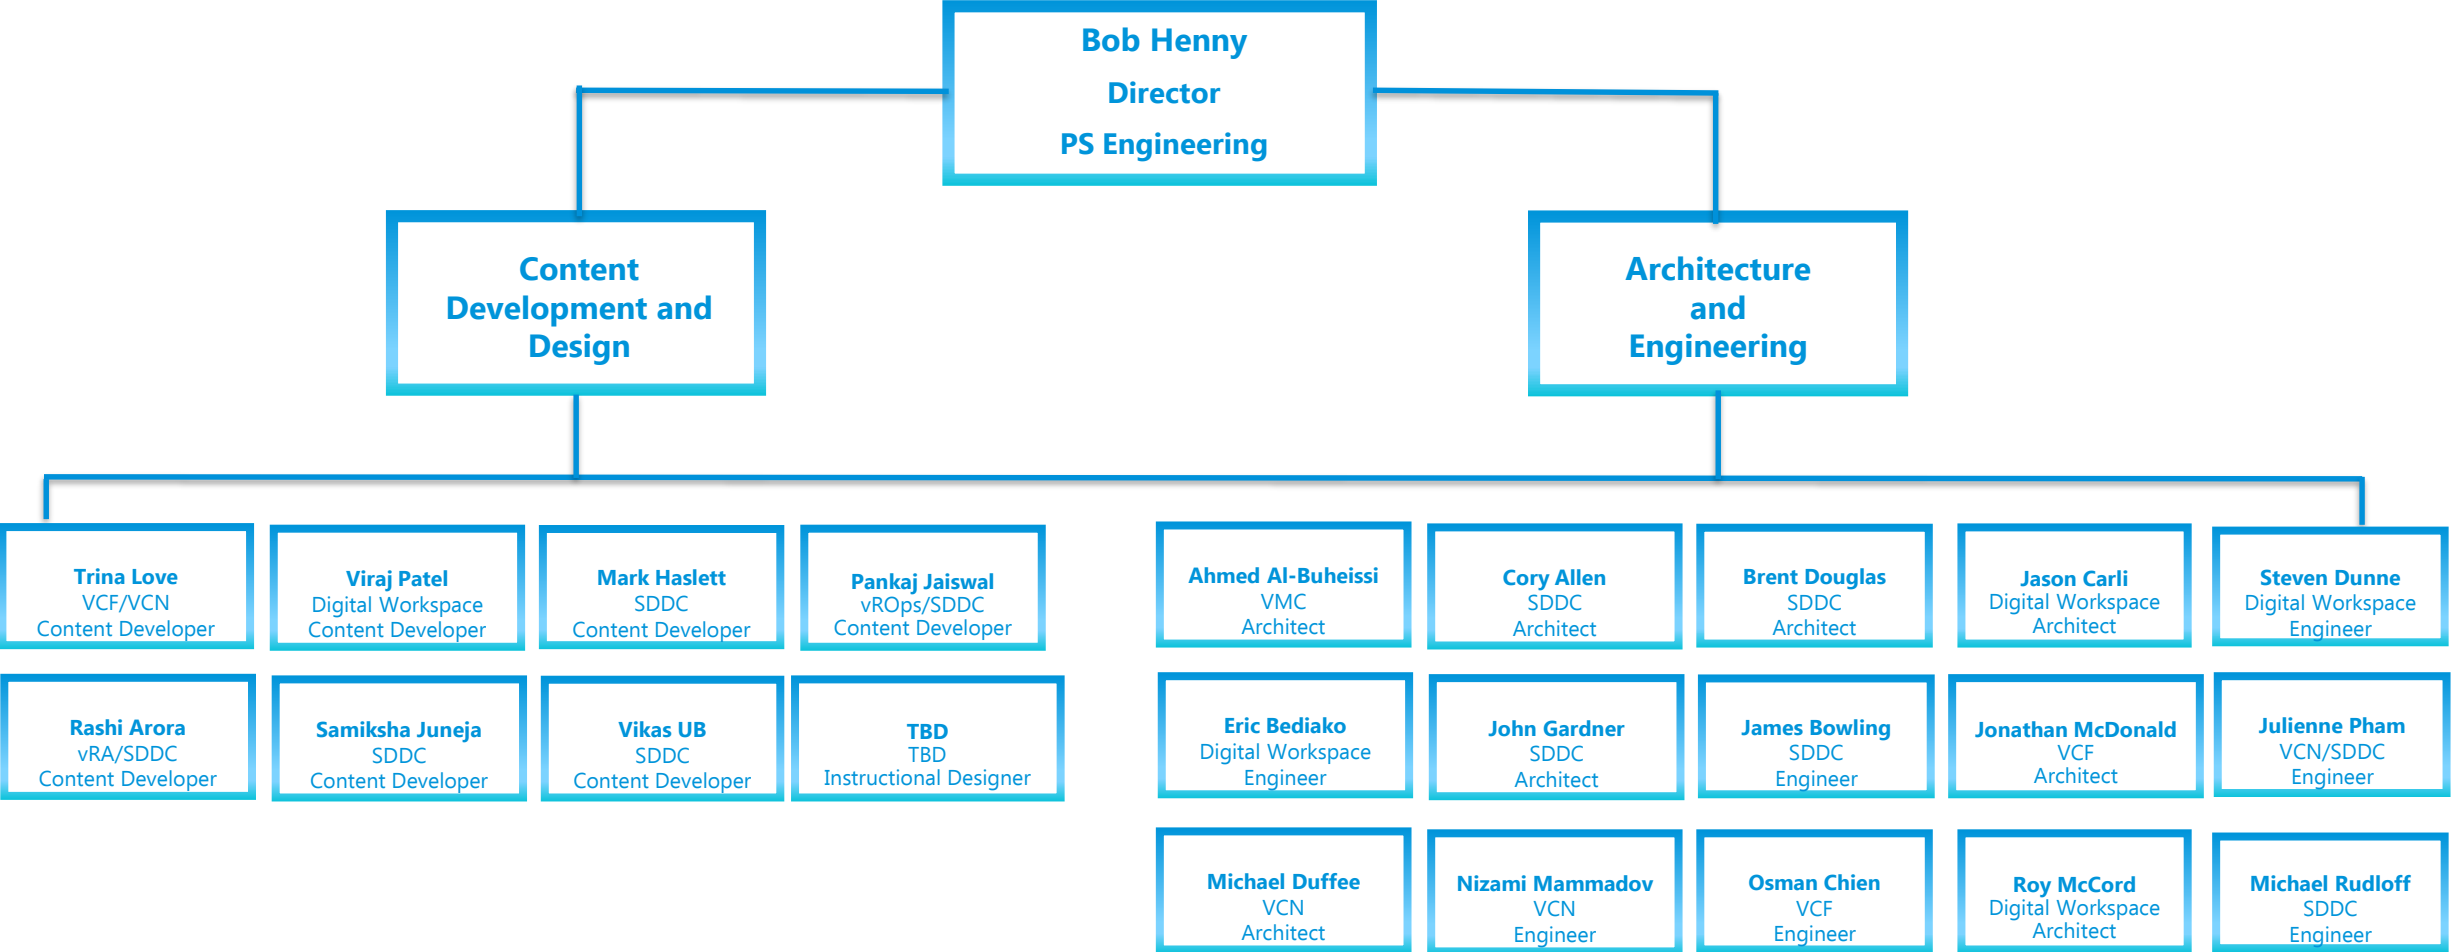 Bob Henny
Director
PS Engineering
Content
Development and
Design
Architecture
and
Engineering
Trina Love
VCF/VCN
Content Developer
Viraj Patel
Digital Workspace
Content Developer
Mark Haslett
SDDC
Content Developer
Pankaj Jaiswal
vROps/SDDC
Content Developer
Ahmed Al-Buheissi
VMC
Architect
Cory Allen
SDDC
Architect
Brent Douglas
SDDC
Architect
Jason Carli
Digital Workspace
Architect
Steven Dunne
Digital Workspace
Engineer
Rashi Arora
vRA/SDDC
Content Developer
Samiksha Juneja
SDDC
Content Developer
Vikas UB
SDDC
Content Developer
TBD
TBD
Instructional Designer
Eric Bediako
Digital Workspace
Engineer
John Gardner
SDDC
Architect
James Bowling
SDDC
Engineer
Jonathan McDonald
VCF
Architect
Julienne Pham
VCN/SDDC
Engineer
Michael Duffee
VCN
Architect
Nizami Mammadov
VCN
Engineer
Osman Chien
VCF
Engineer
Roy McCord
Digital Workspace
Architect
Michael Rudloff
SDDC
Engineer